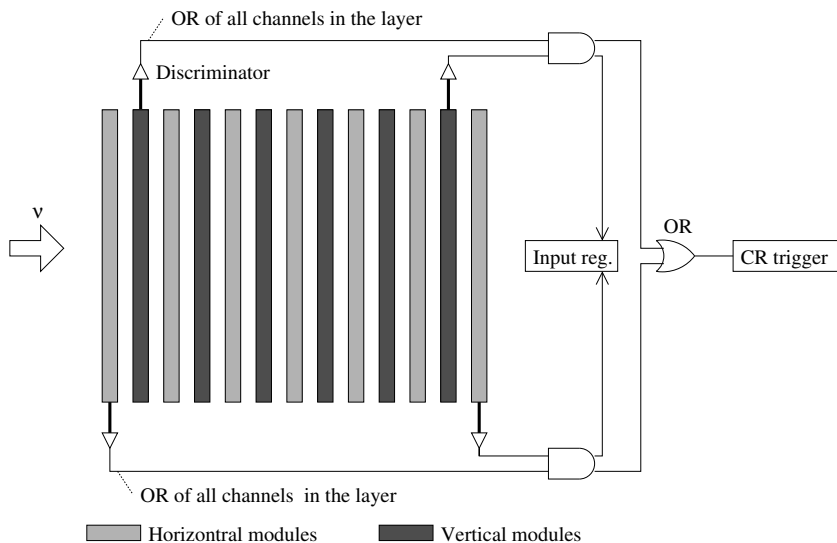 OR of all channels in the layer
Discriminator
ν
OR
Input reg.
CR trigger
OR of all channels in the layer
Horizontral modules
Vertical modules